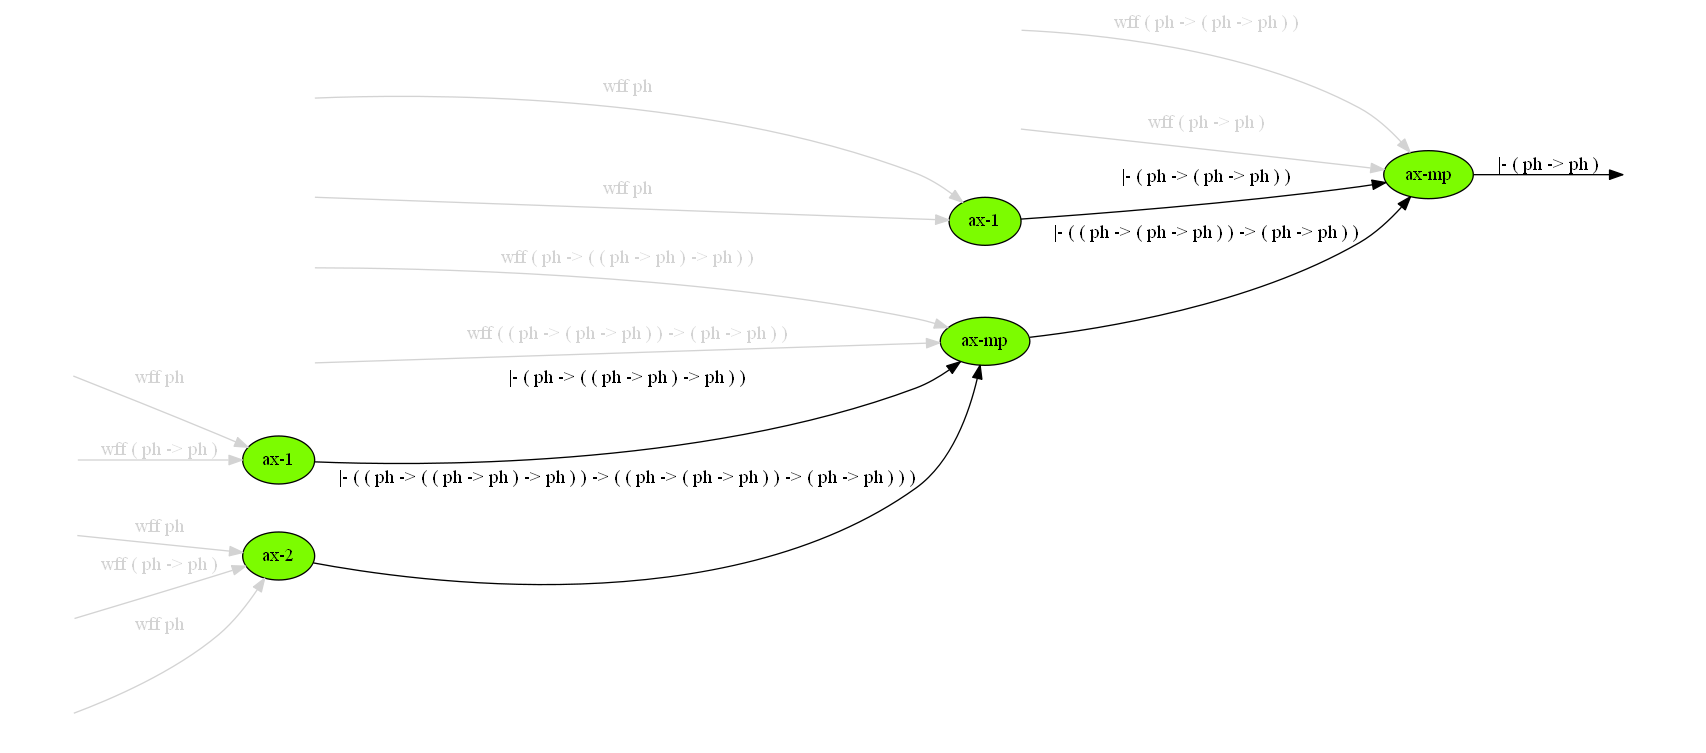 wff ( ph -> ( ph -> ph ) )
wff ph
wff ( ph -> ph )
|- ( ph -> ph )
ax-mp
|- ( ph -> ( ph -> ph ) )
wff ph
ax-1
|- ( ( ph -> ( ph -> ph ) ) -> ( ph -> ph ) )
wff ( ph -> ( ( ph -> ph ) -> ph ) )
wff ( ( ph -> ( ph -> ph ) ) -> ( ph -> ph ) )
ax-mp
wff ph
|- ( ph -> ( ( ph -> ph ) -> ph ) )
wff ( ph -> ph )
ax-1
|- ( ( ph -> ( ( ph -> ph ) -> ph ) ) -> ( ( ph -> ( ph -> ph ) ) -> ( ph -> ph ) ) )
wff ph
ax-2
wff ( ph -> ph )
wff ph